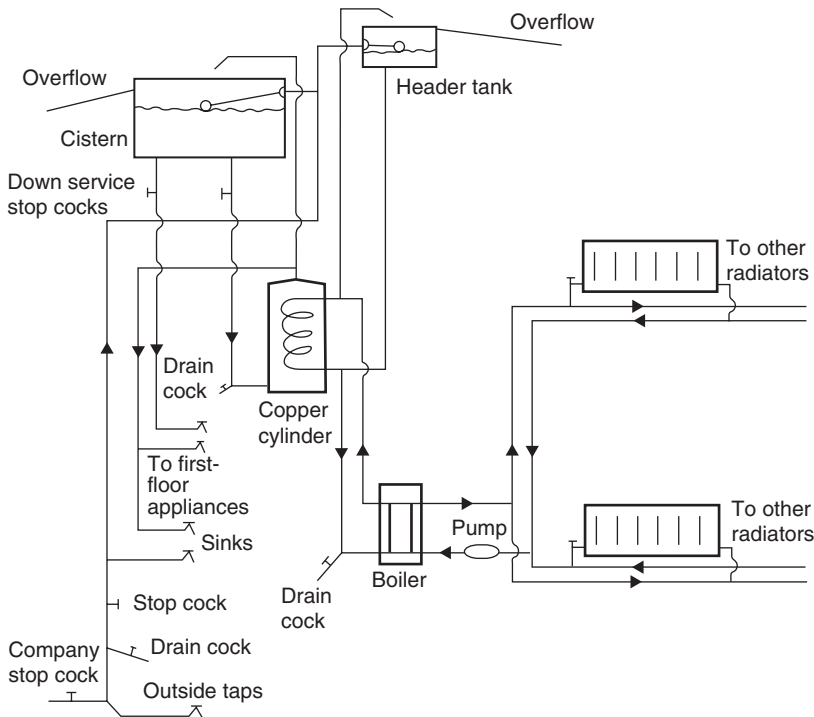 Overflow
Header tank
Overflow
Cistern
Down service
stop cocks
Drain
cock
Copper
cylinder
To first-
floor
appliances
Sinks
Stop cock
Drain cock
Company
stop cock
Outside taps
Drain
cock
Boiler
Pump
To other
radiators
To other
radiators